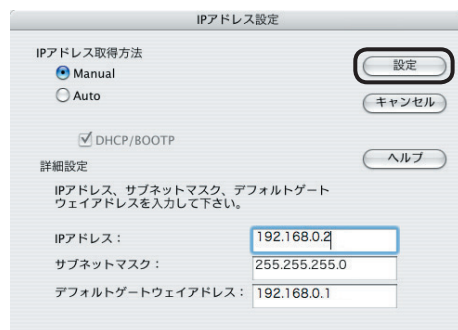 IPアドレス設定
IPアドレス取得方法
Manual
Auto
DHCP/BOOTP
設定
キャンセル
ヘルプ
詳細設定
IPアドレス、サブネットマスク、デフォルトゲート
ウェイアドレスを入力して下さい。
IPアドレス： 192.168.0.2
サブネットマスク： 255.255.255.0
デフォルトゲートウェイアドレス： 192.168.0.1